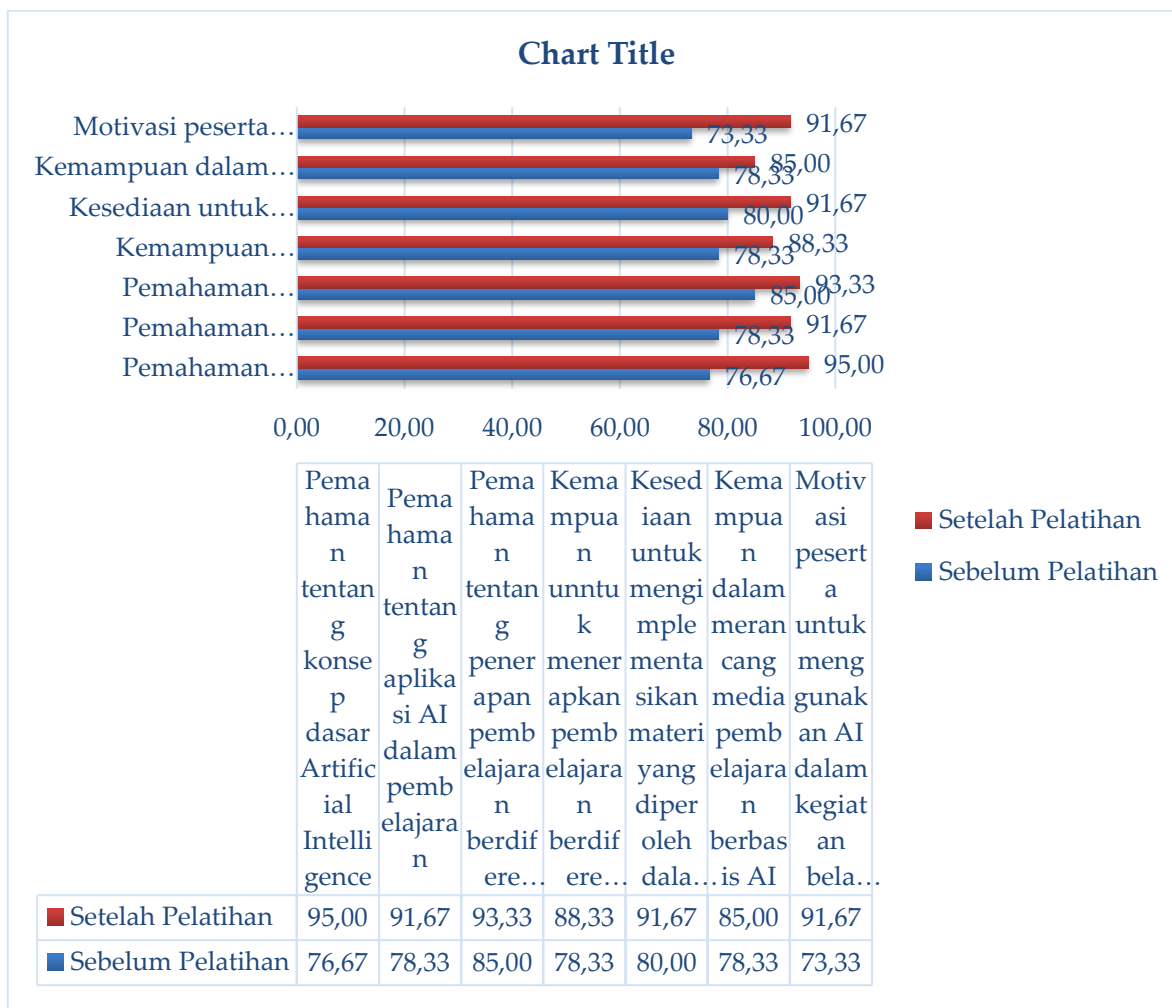 Chart Title
Motivasi peserta…
91,67
73,33
Kemampuan dalam…
85,00
78,33
Kesediaan untuk…
91,67
80,00
Kemampuan…
88,33
78,33
Pemahaman…
93,33
85,00
Pemahaman…
91,67
78,33
Pemahaman…
95,00
76,67
0,00 20,00 40,00 60,00 80,00 100,00
Pema
hama
n
tentan
g
konse
p
dasar
Artific
ial
Intelli
gence
Pema
hama
n
tentan
g
aplika
si AI
dalam
pemb
elajara
n
Pema
haman
tentan
g
pener
apan
pemb
elajara
n
berdif
ere…
Kema
mpua
n
unntu
k
mener
apkan
pemb
elajara
n
berdif
ere…
Kesed
iaan
untuk
mengi
mple
menta
sikan
materi
yang
diper
oleh
dala…
Kema
mpua
n
dalam
meran
cang
media
pemb
elajara
n
berbas
is AI
Motiv
asi
pesert
a
untuk
meng
gunak
an AI
dalam
kegiat
an
bela…
Setelah Pelatihan
Sebelum Pelatihan
Setelah Pelatihan 95,00 91,67 93,33 88,33 91,67 85,00 91,67
Sebelum Pelatihan 76,67 78,33 85,00 78,33 80,00 78,33 73,33